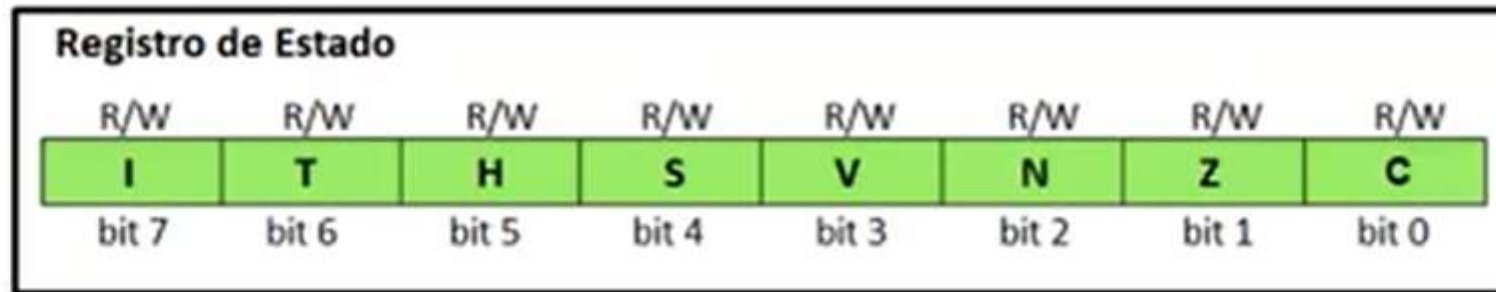 Registro de Estado
R/W R/W R/W R/W R/W R/W R/W R/W
I T H S V N Z C
bit 7 bit 6 bit 5 bit 4 bit 3 bit 2 bit 1 bit 0